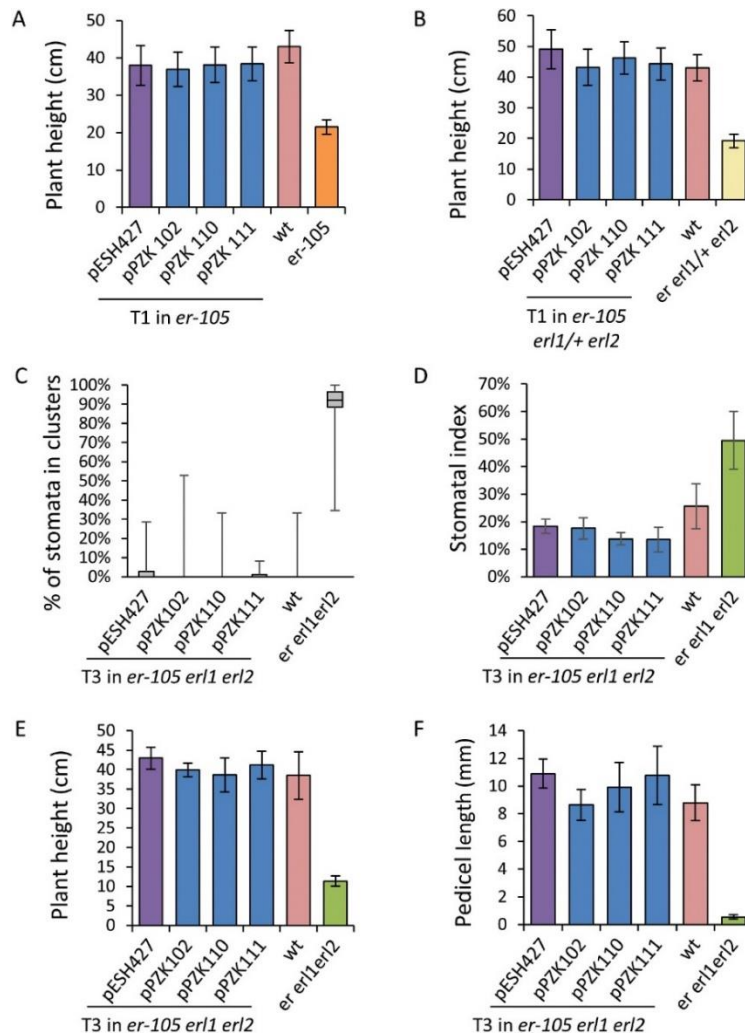 A
Plant height (cm)
50
40
30
20
10
0
pESH427
pPZK 102
pPZK 110
pPZK 111
wt
er-105
T1 in er-105
B
Plant height (cm)
60
50
40
30
20
10
0
pESH427
pPZK 102
pPZK 110
pPZK 111
wt
er erl1/+ erl2
T1 in er-105
erl1/+ erl2
C
% of stomata in clusters
100%
90%
80%
70%
60%
50%
40%
30%
20%
10%
0%
pESH427
pPZK102
pPZK110
pPZK111
wt
er erl1erl2
T3 in er-105 erl1 erl2
D
Stomatal index
70%
60%
50%
40%
30%
20%
10%
0%
pESH427
pPZK102
pPZK110
pPZK111
wt
er erl1 erl2
T3 in er-105 erl1 erl2
E
Plant height (cm)
50
45
40
35
30
25
20
15
10
5
0
pESH427
pPZK102
pPZK110
pPZK111
wt
er erl1erl2
T3 in er-105 erl1 erl2
F
Pedicel length (mm)
14
12
10
8
6
4
2
0
pESH427
pPZK102
pPZK110
pPZK111
wt
er erl1erl2
T3 in er-105 erl1 erl2